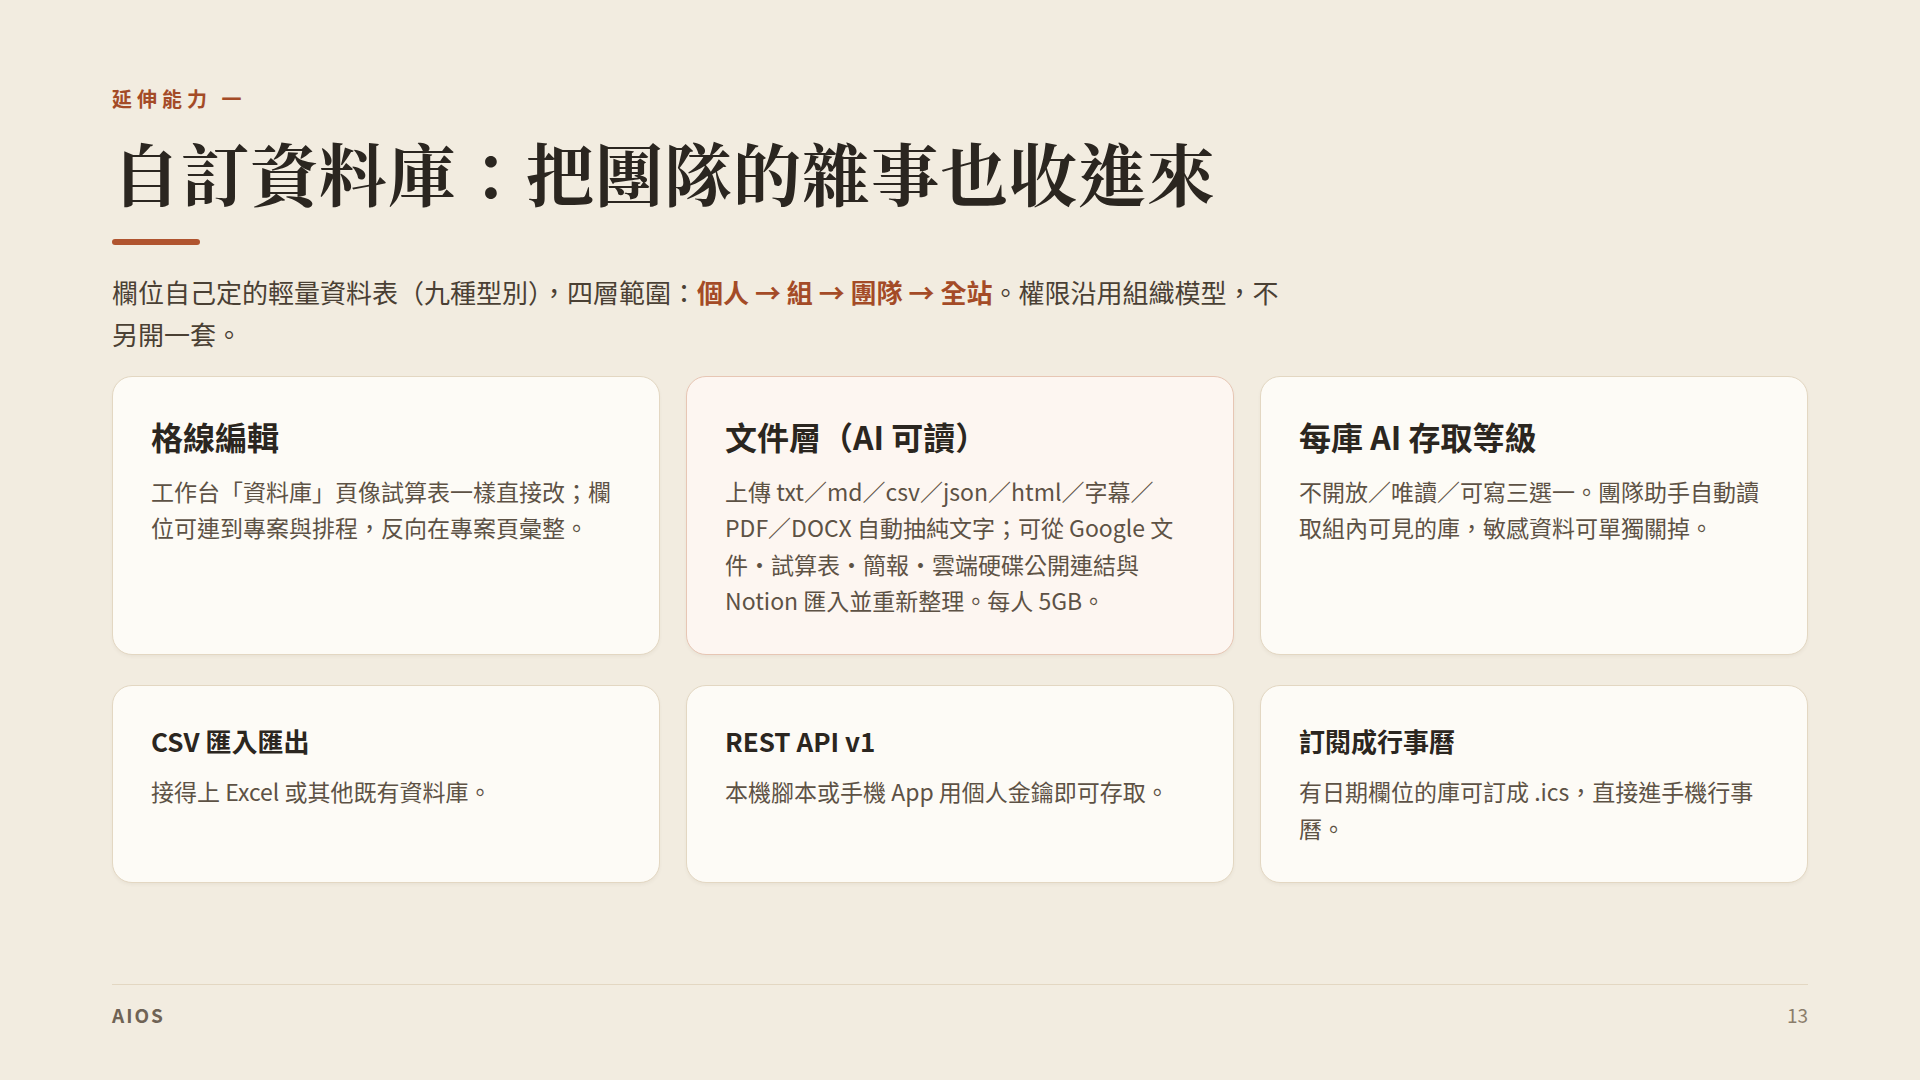 延伸能力 一
自訂資料庫：把團隊的雜事也收進來
欄位自己定的輕量資料表（九種型別），四層範圍：個人 → 組 → 團隊 → 全站。權限沿用組織模型，不
另開一套。
格線編輯
工作台「資料庫」頁像試算表一樣直接改；欄
位可連到專案與排程，反向在專案頁彙整。
文件層（AI 可讀）
上傳 txt／md／csv／json／html／字幕／
PDF／DOCX 自動抽純文字；可從 Google 文
件・試算表・簡報・雲端硬碟公開連結與
Notion 匯入並重新整理。每人 5GB。
每庫 AI 存取等級
不開放／唯讀／可寫三選一。團隊助手自動讀
取組內可見的庫，敏感資料可單獨關掉。
CSV 匯入匯出
接得上 Excel 或其他既有資料庫。
REST API v1
本機腳本或手機 App 用個人金鑰即可存取。
訂閱成行事曆
有日期欄位的庫可訂成 .ics，直接進手機行事
曆。
AIOS
13